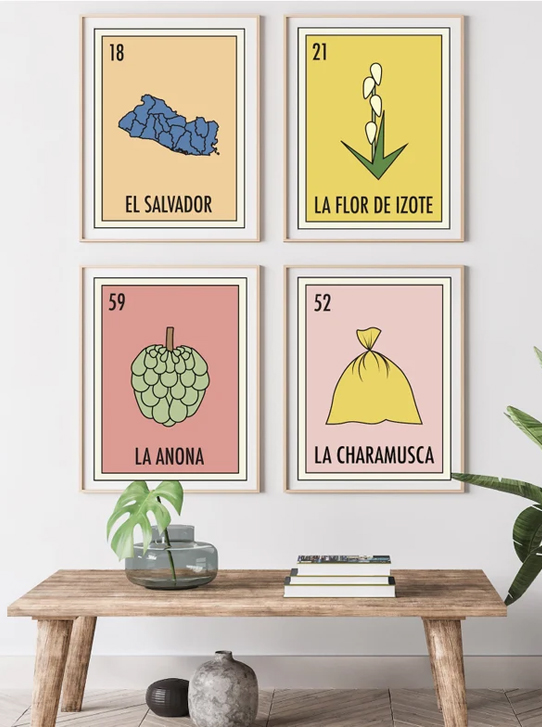 18
EL SALVADOR
21
LA FLOR DE IZOTE
59
LA ANONA
52
LA CHARAMUSCA